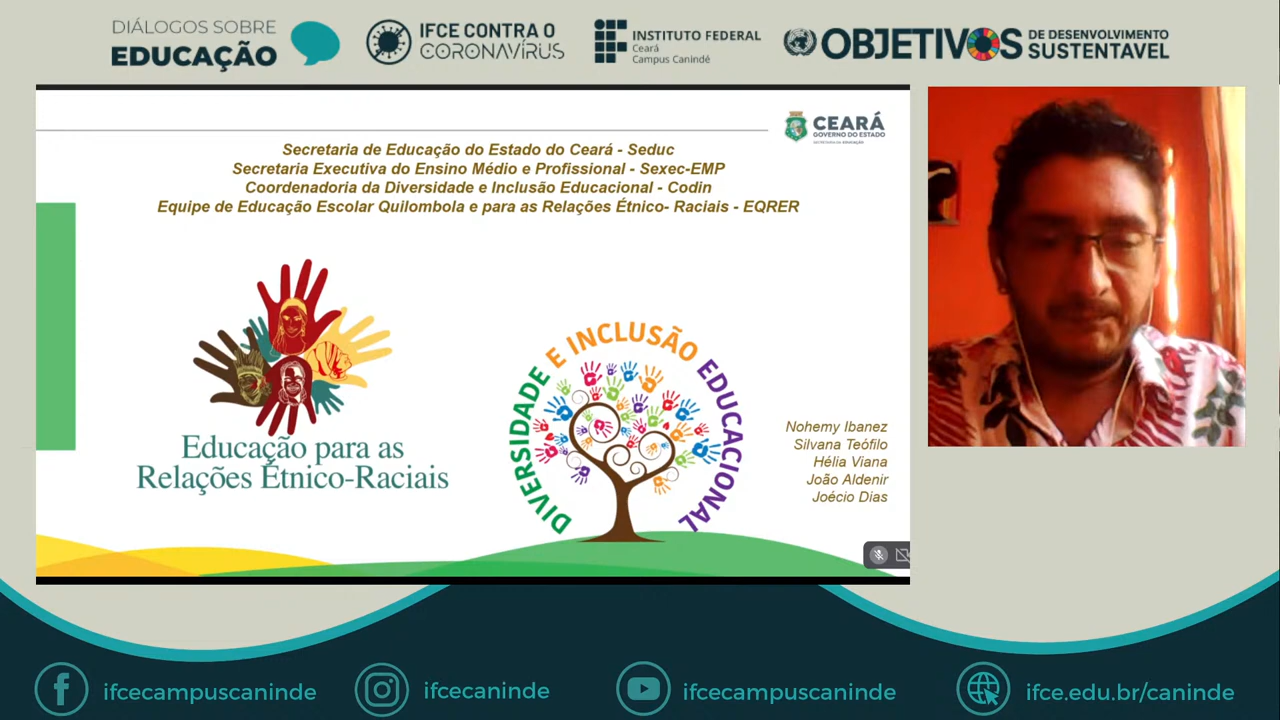 DIÁLOGOS SOBRE
EDUCAÇÃO
IFCE CONTRA O
CORONAVÍRUS
INSTITUTO FEDERAL
Ceará
Campus Canindé
OBJETIVOS
DE DESENVOLVIMENTO
SUSTENTAVEL
CEARÁ
GOVERNO DO ESTADO
SECRETARIA DA EDUCAÇÃO
Secretaria de Educação do Estado do Ceará - Seduc
Secretaria Executiva do Ensino Médio e Profissional - Sexec-EMP
Coordenadoria da Diversidade e Inclusão Educacional - Codin
Equipe de Educação Escolar Quilombola e para as Relações Étnico- Raciais - EQRER
Educação para as
Relações Étnico-Raciais
DIVERSIDADE E INCLUSÃO EDUCACIONAL
Nohemy Ibanez
Silvana Teófilo
Hélia Viana
João Aldenir
Joécio Dias
ifcecampuscaninde
ifcecaninde
ifcecampuscaninde
ifce.edu.br/caninde